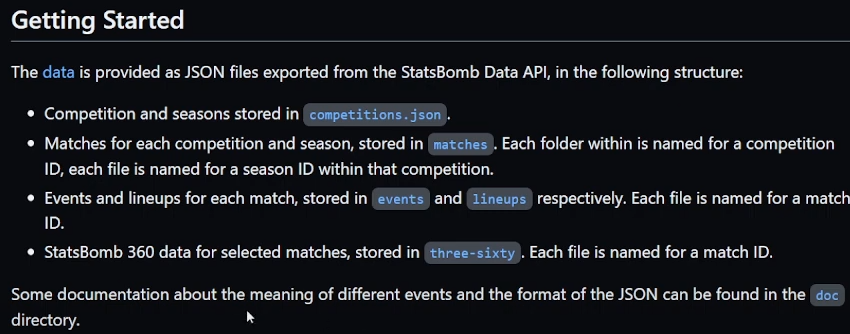 Getting Started
The data is provided as JSON files exported from the StatsBomb Data API, in the following structure:
• Competition and seasons stored in competitions.json.
• Matches for each competition and season, stored in matches. Each folder within is named for a competition
ID, each file is named for a season ID within that competition.
• Events and lineups for each match, stored in events and lineups respectively. Each file is named for a match
ID.
• StatsBomb 360 data for selected matches, stored in three-sixty. Each file is named for a match ID.
Some documentation about the meaning of different events and the format of the JSON can be found in the doc
directory.